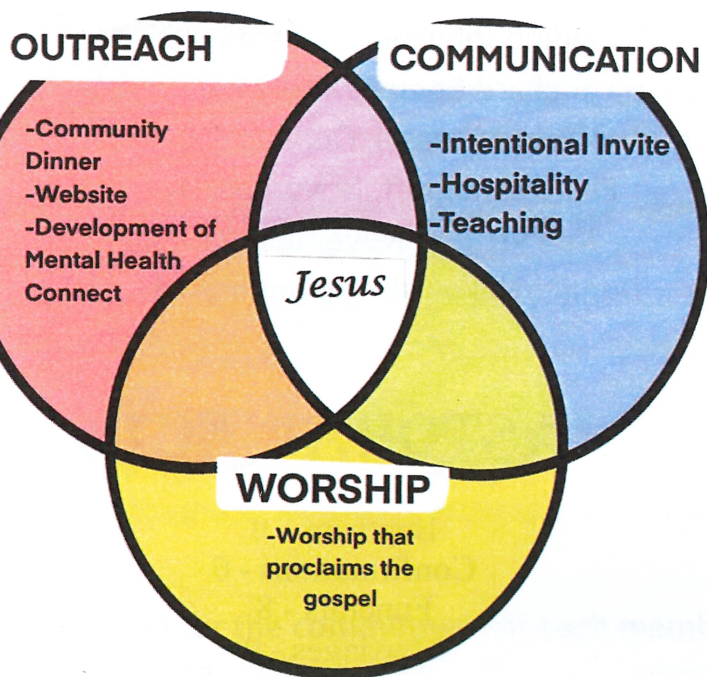 OUTREACH
-Community
Dinner
-Website
-Development of
Mental Health
Connect
COMMUNICATION
-Intentional Invite
-Hospitality
-Teaching
Jesus
WORSHIP
-Worship that
proclaims the
gospel